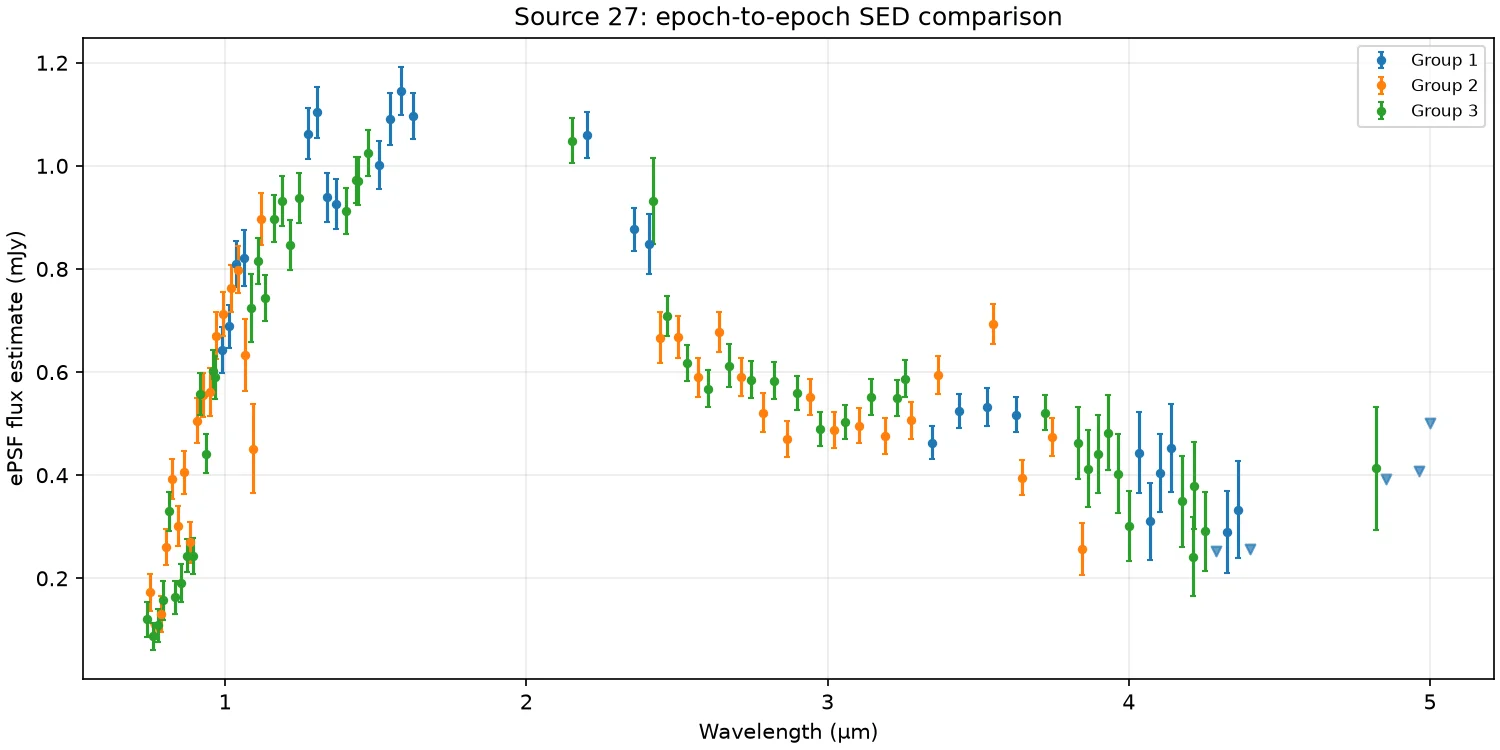 Source 27: epoch-to-epoch SED comparison
ePSF flux estimate (mJy)
1.2
1.0
0.8
0.6
0.4
0.2
Group 1
Group 2
Group 3
1
2
3
4
5
Wavelength (μm)